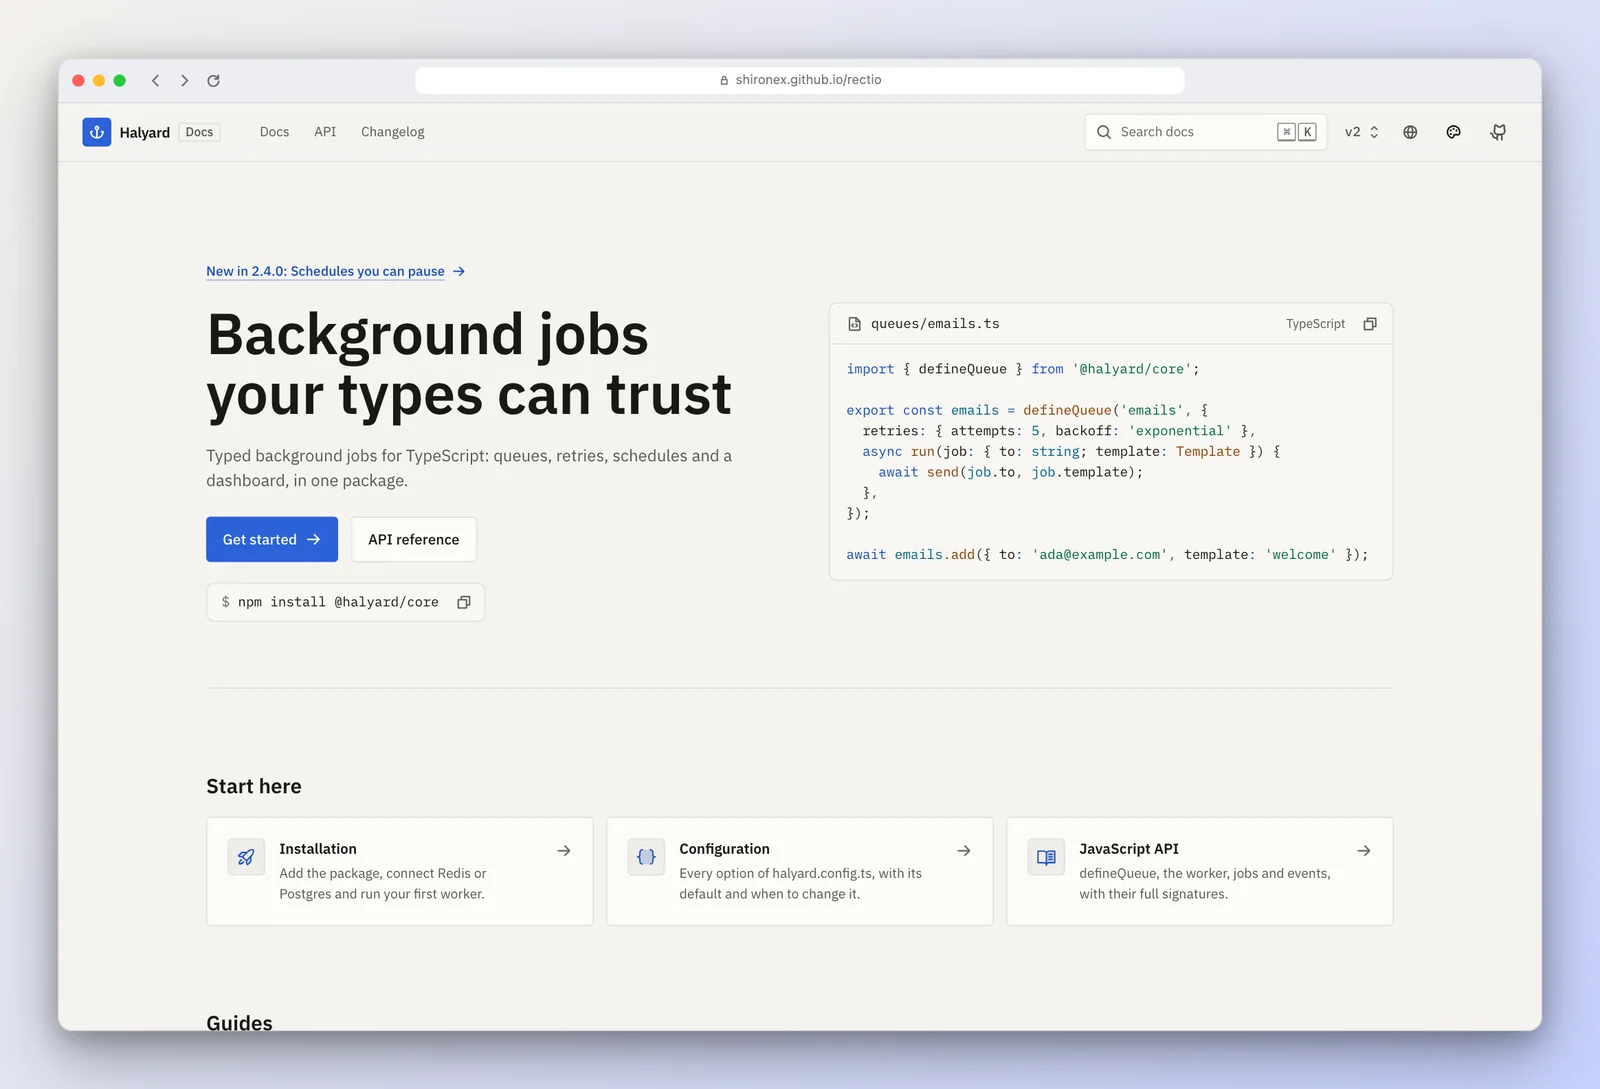 shironex.github.io/rectio
Halyard Docs Docs API Changelog Search docs ⌘ K v2
New in 2.4.0: Schedules you can pause →
Background jobs
your types can trust
Typed background jobs for TypeScript: queues, retries, schedules and a
dashboard, in one package.
Get started → API reference
$ npm install @halyard/core
queues/emails.ts TypeScript
import { defineQueue } from '@halyard/core';
export const emails = defineQueue('emails', {
  retries: { attempts: 5, backoff: 'exponential' },
  async run(job: { to: string; template: Template }) {
    await send(job.to, job.template);
  },
});
await emails.add({ to: 'ada@example.com', template: 'welcome' });
Start here
Installation →
Add the package, connect Redis or
Postgres and run your first worker.
Configuration →
Every option of halyard.config.ts, with its
default and when to change it.
JavaScript API →
defineQueue, the worker, jobs and events,
with their full signatures.
Guides